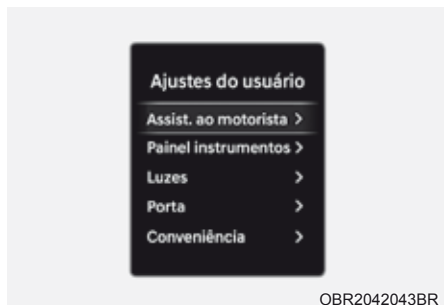 Ajustes do usuário
Assist. ao motorista >
Painel instrumentos >
Luzes >
Porta >
Conveniência >
OBR2042043BR